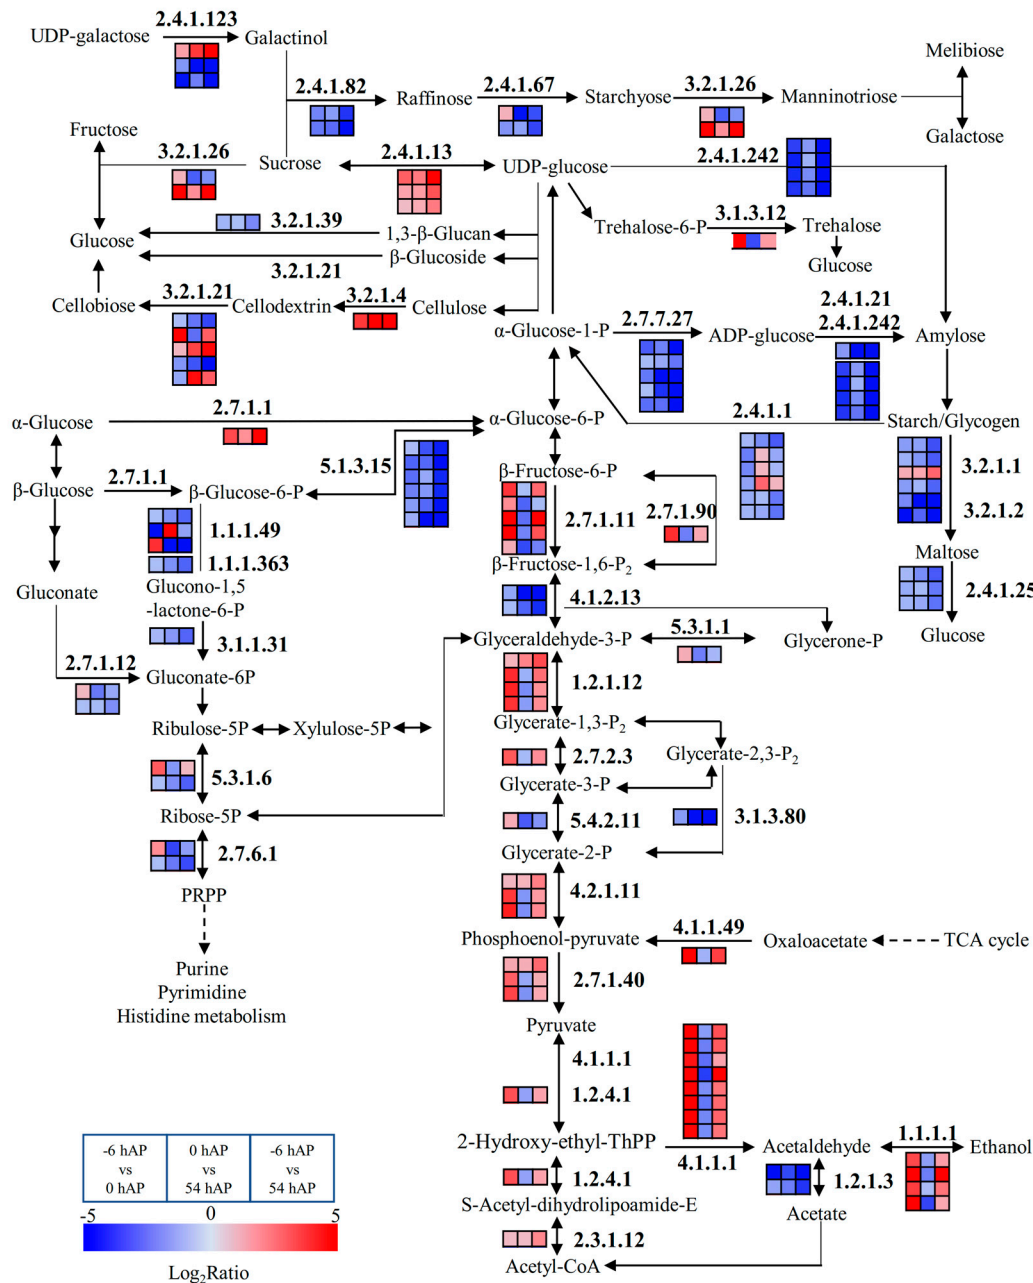 2.4.1.123
UDP-galactose
Galactinol
Melibiose
2.4.1.82
2.4.1.67
3.2.1.26
Raffinose
Starchyose
Manninotriose
Fructose
Galactose
3.2.1.26
Sucrose
2.4.1.13
UDP-glucose
2.4.1.242
3.2.1.39
1,3-β-Glucan
Trehalose-6-P
3.1.3.12
Trehalose
Glucose
β-Glucoside
Glucose
3.2.1.21
3.2.1.21
3.2.1.4
Cellobiose
Cellodextrin
Cellulose
2.4.1.21
α-Glucose-1-P
2.7.7.27
ADP-glucose
2.4.1.242
Amylose
2.7.1.1
2.4.1.1
α-Glucose
α-Glucose-6-P
Starch/Glycogen
5.1.3.15
3.2.1.1
2.7.1.1
β-Fructose-6-P
β-Glucose
β-Glucose-6-P
3.2.1.2
2.7.1.11
2.7.1.90
1.1.1.49
Maltose
1.1.1.363
β-Fructose-1,6-P₂
Gluconate
Glucono-1,5
-lactone-6-P
4.1.2.13
2.4.1.25
3.1.1.31
Glyceraldehyde-3-P
5.3.1.1
Glycerone-P
Glucose
2.7.1.12
Gluconate-6P
1.2.1.12
Ribulose-5P
Xylulose-5P
Glycerate-1,3-P₂
2.7.2.3
Glycerate-2,3-P₂
5.3.1.6
Glycerate-3-P
Ribose-5P
5.4.2.11
3.1.3.80
2.7.6.1
Glycerate-2-P
PRPP
4.2.1.11
4.1.1.49
Phosphoenol-pyruvate
Oxaloacetate
TCA cycle
Purine
Pyrimidine
Histidine metabolism
2.7.1.40
Pyruvate
4.1.1.1
1.2.4.1
2-Hydroxy-ethyl-ThPP
4.1.1.1
Acetaldehyde
1.1.1.1
Ethanol
1.2.4.1
1.2.1.3
S-Acetyl-dihydrolipoamide-E
Acetate
2.3.1.12
Acetyl-CoA
-6 hAP
vs
0 hAP
0 hAP
vs
54 hAP
-6 hAP
vs
54 hAP
-5 0 5
Log₂Ratio